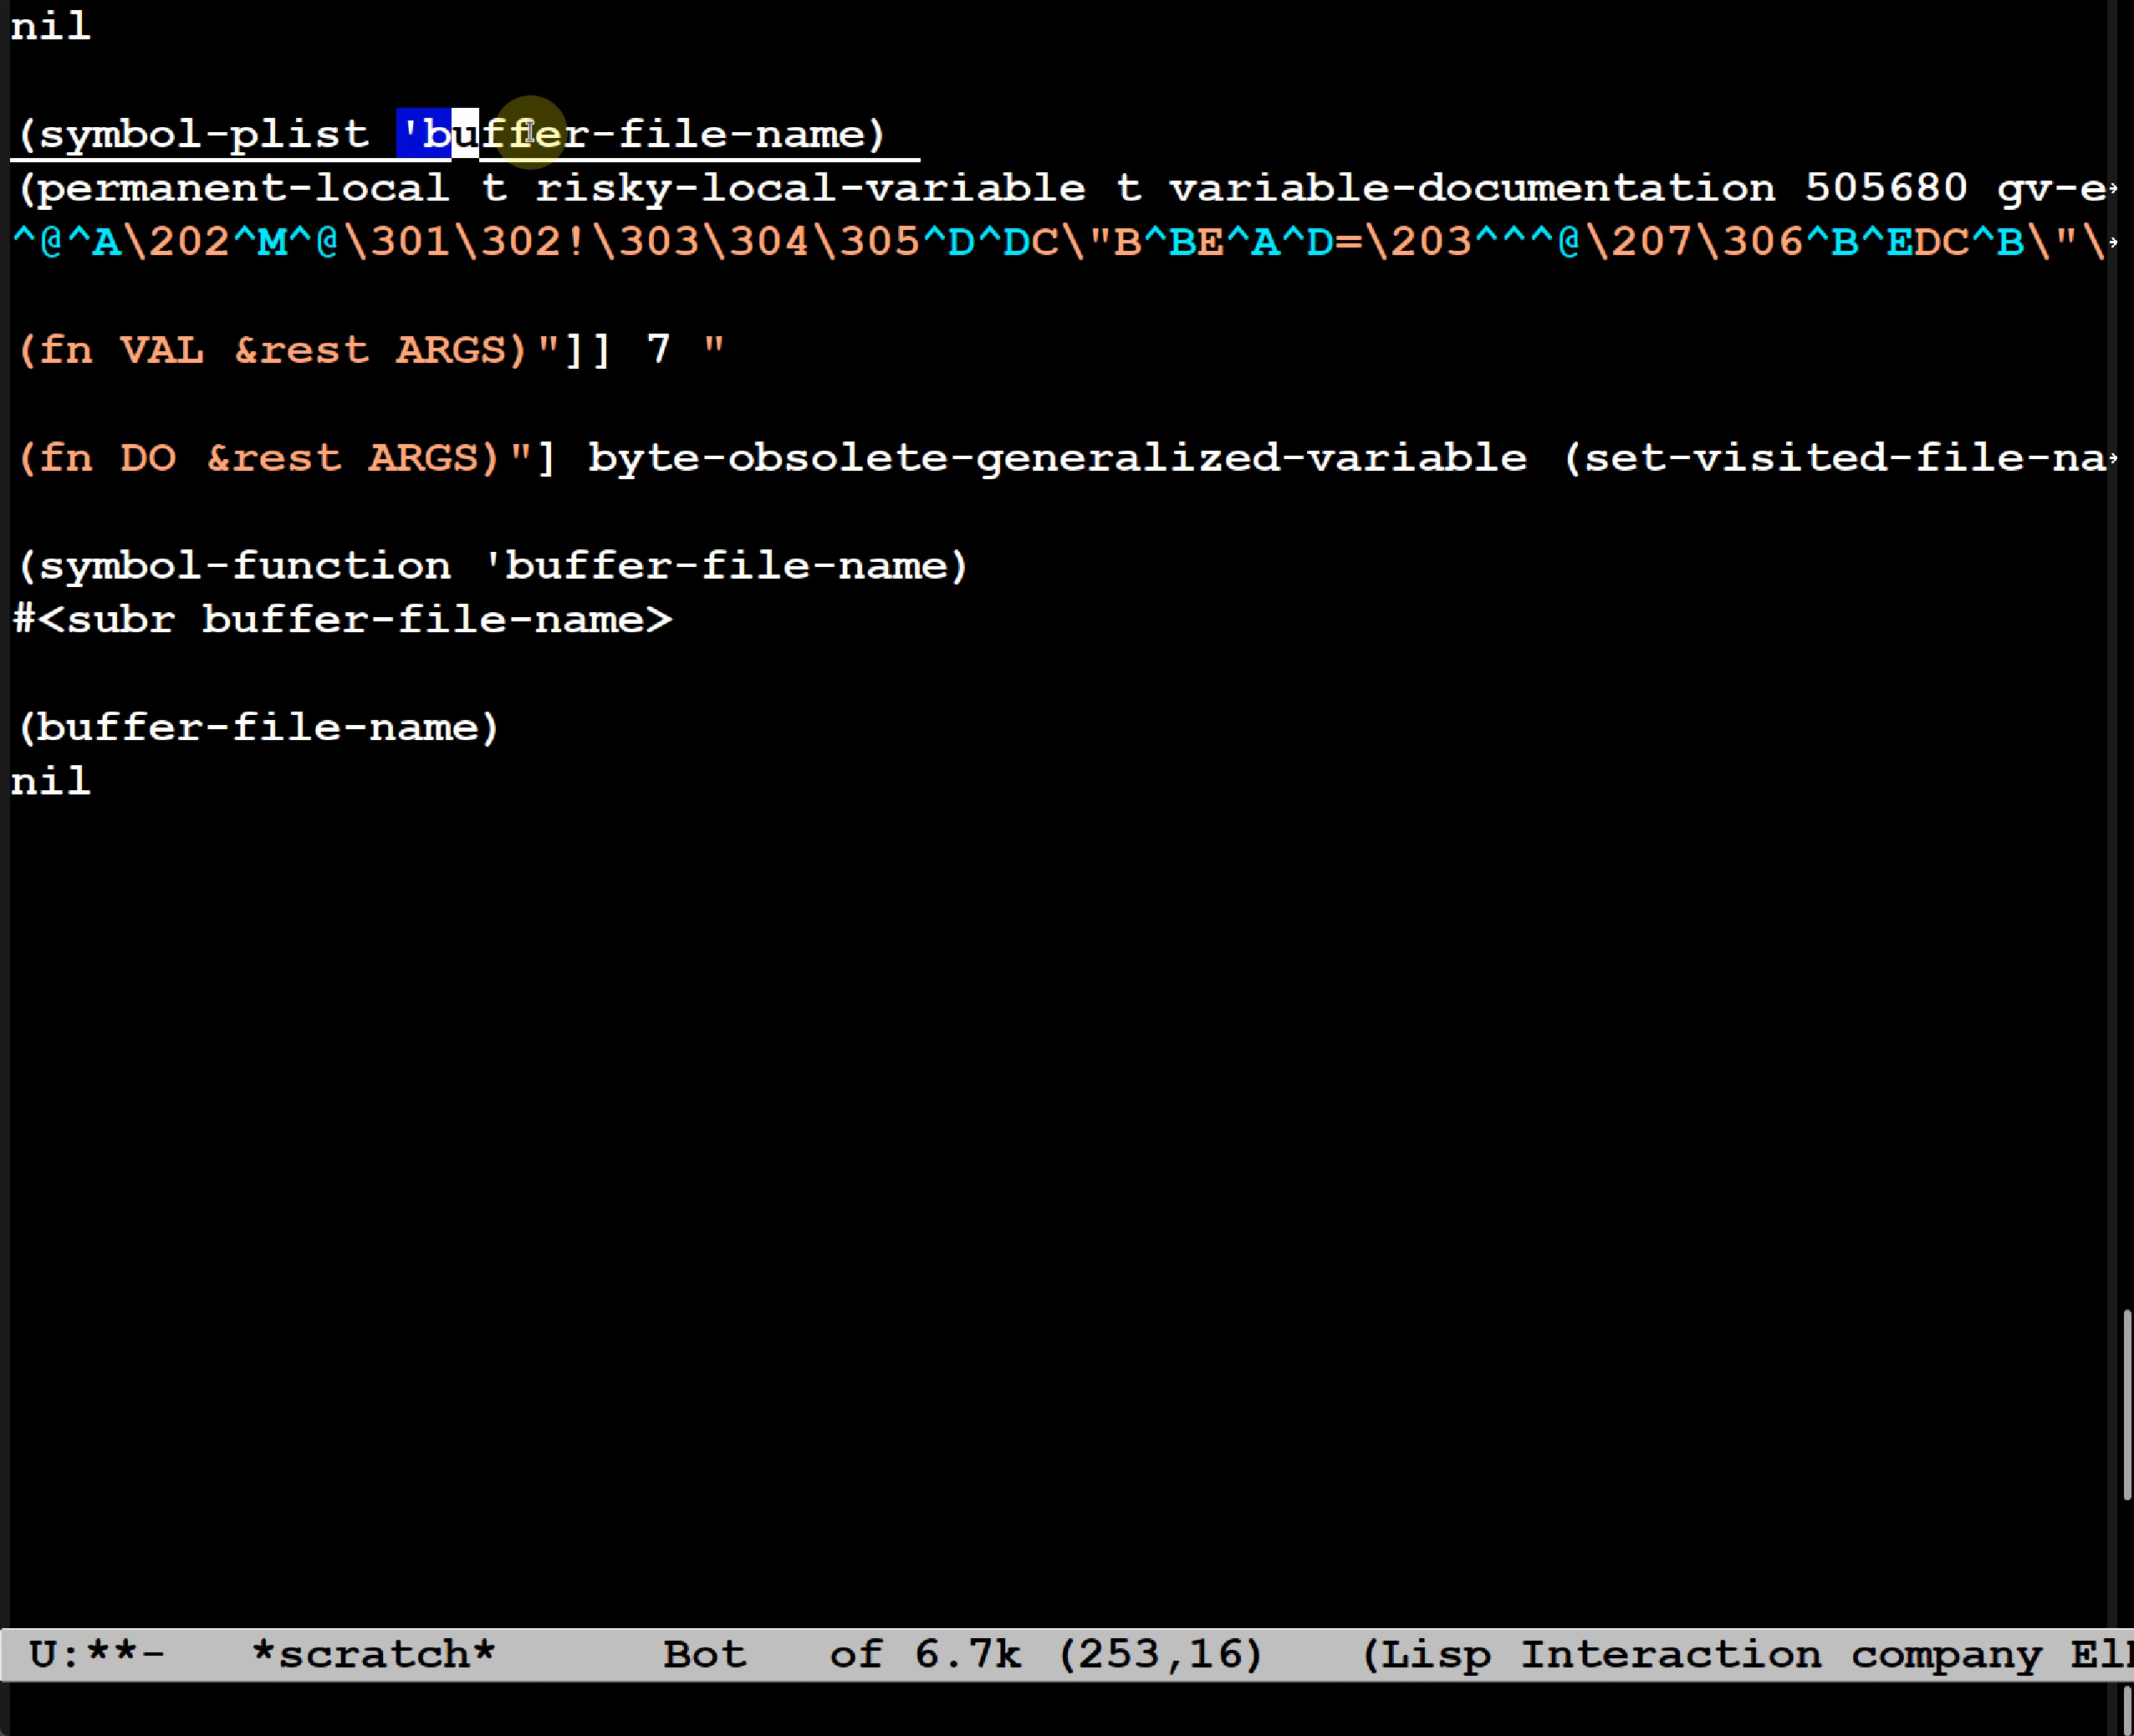 nil
(symbol-plist 'buffer-file-name)
(permanent-local t risky-local-variable t variable-documentation 505680 gv-e
^@^A\202^M^@\301\302!\303\304\305^D^DC\"B^BE^A^D=\203^^^@\207\306^B^EDC^B\"\
(fn VAL &rest ARGS)"]] 7 "
(fn DO &rest ARGS)"] byte-obsolete-generalized-variable (set-visited-file-na
(symbol-function 'buffer-file-name)
#<subr buffer-file-name>
(buffer-file-name)
nil
U:**-   *scratch*      Bot   of 6.7k (253,16)   (Lisp Interaction company El